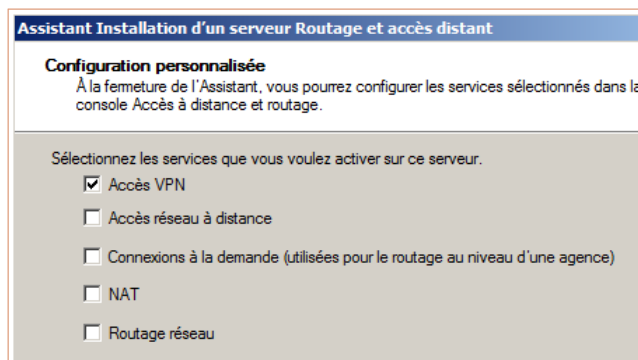 Assistant Installation d'un serveur Routage et accès distant
Configuration personnalisée
À la fermeture de l'Assistant, vous pourrez configurer les services sélectionnés dans la
console Accès à distance et routage.
Sélectionnez les services que vous voulez activer sur ce serveur.
Accès VPN
Accès réseau à distance
Connexions à la demande (utilisées pour le routage au niveau d'une agence)
NAT
Routage réseau